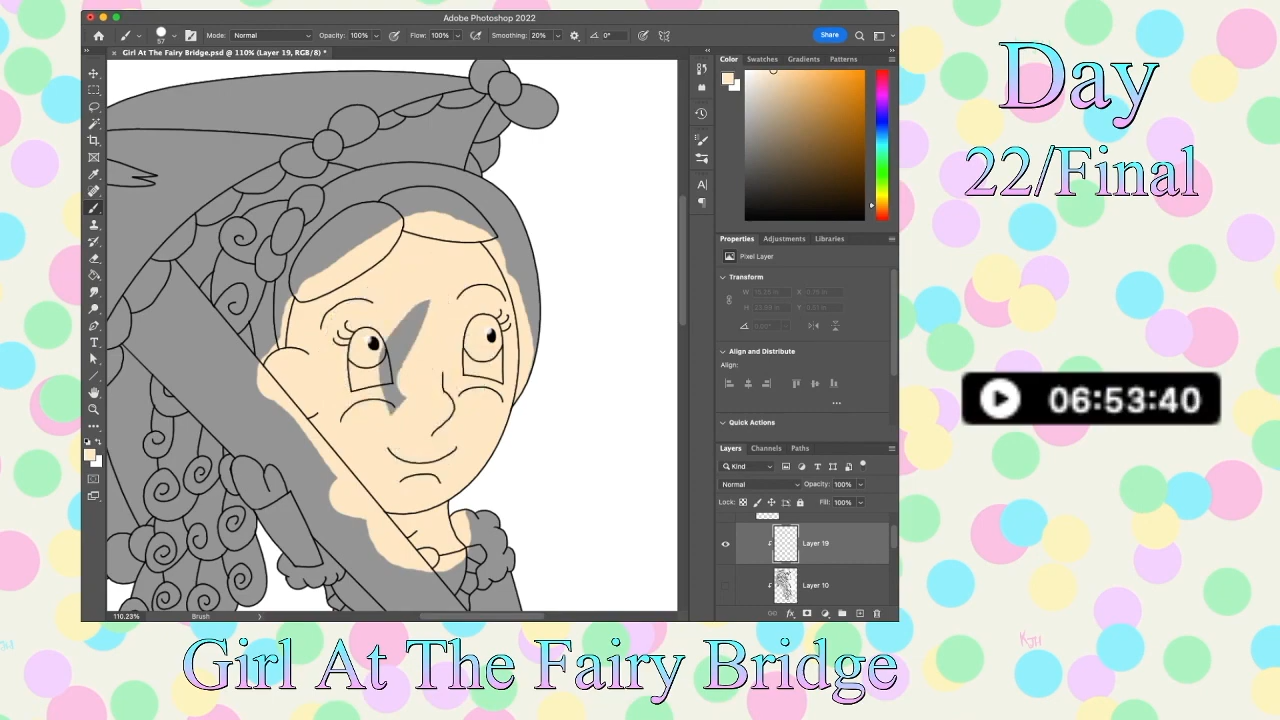 Adobe Photoshop 2022
57 Mode: Normal Opacity: 100% Flow: 100% Smoothing: 20% 0° Share
Girl At The Fairy Bridge.psd @ 110% (Layer 19, RGB/8) *
Color Swatches Gradients Patterns
Properties Adjustments Libraries
Pixel Layer
Transform
W X
H Y
Align and Distribute
Align:
Quick Actions
Layers Channels Paths
Kind
Normal Opacity: 100%
Lock: Fill: 100%
Layer 19
Layer 10
110.23% Brush
Day
22/Final
06:53:40
Girl At The Fairy Bridge